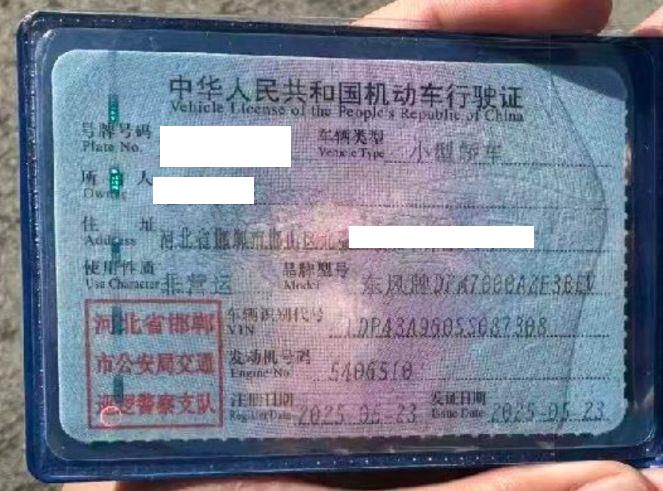 中华人民共和国机动车行驶证
Vehicle License of the People's Republic of China
号牌号码
Plate No.
车辆类型 小型轿车
Vehicle Type
所 人
Owner
住 址 河北省邯郸市邯山区
Address
使用性质 非营运
Use Character
品牌型号 东风牌
Model
河北省邯郸
市公安局交通
巡逻警察支队
车辆识别代号
VIN
发动机号码 5406510
Engine No.
注册日期 2025-05-23
Register Date
发证日期 2025-05-23
Issue Date